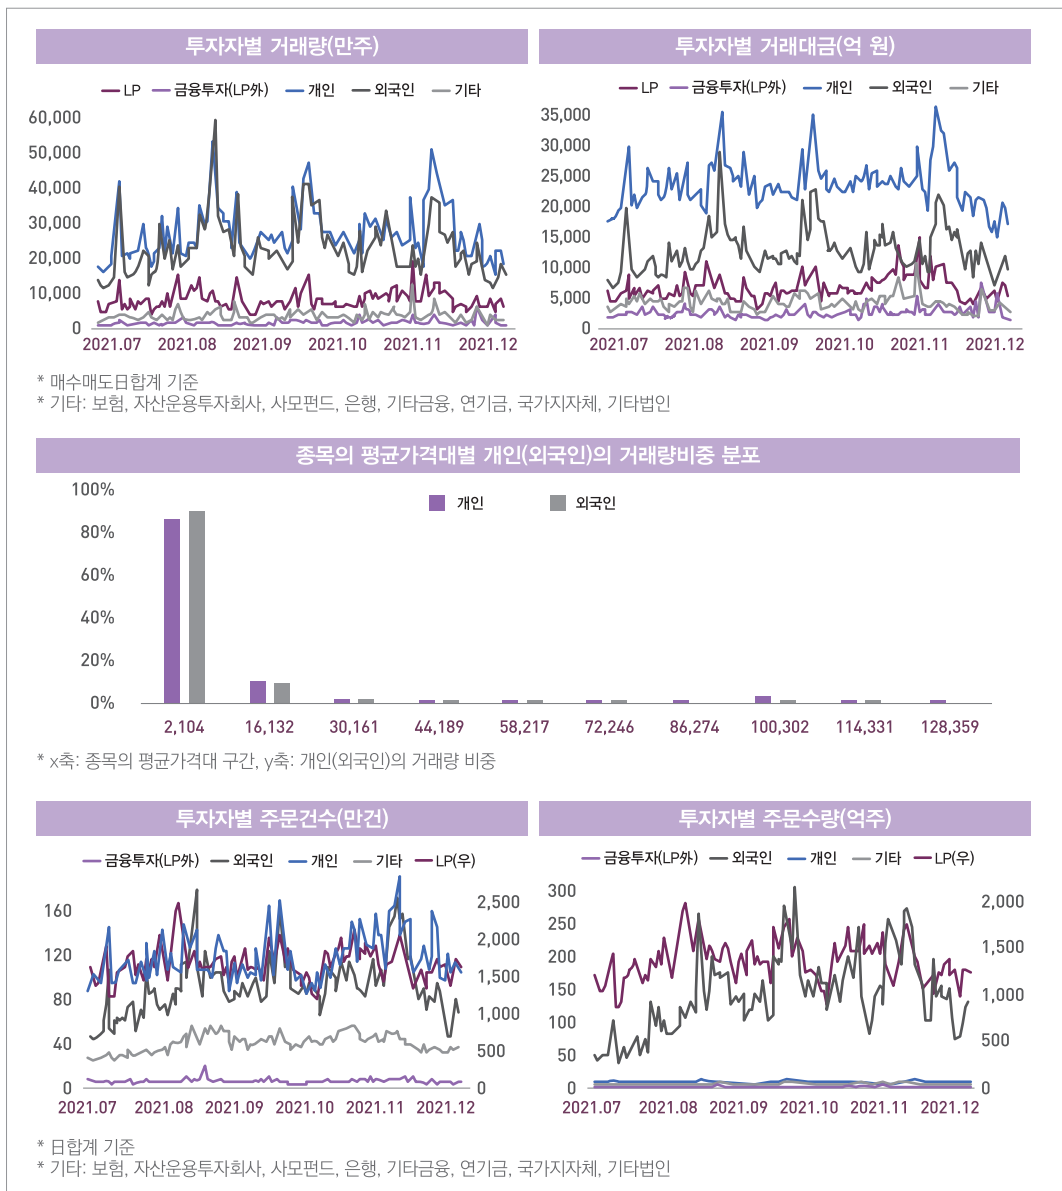 투자자별 거래량(만주)
LP 금융투자(LP外) 개인 외국인 기타
60,000
50,000
40,000
30,000
20,000
10,000
0
2021.07 2021.08 2021.09 2021.10 2021.11 2021.12
투자자별 거래대금(억 원)
LP 금융투자(LP外) 개인 외국인 기타
35,000
30,000
25,000
20,000
15,000
10,000
5,000
0
2021.07 2021.08 2021.09 2021.10 2021.11 2021.12
* 매수매도日합계 기준
* 기타: 보험, 자산운용투자회사, 사모펀드, 은행, 기타금융, 연기금, 국가지자체, 기타법인
종목의 평균가격대별 개인(외국인)의 거래량비중 분포
개인 외국인
100%
80%
60%
40%
20%
0%
2,104 16,132 30,161 44,189 58,217 72,246 86,274 100,302 114,331 128,359
* x축: 종목의 평균가격대 구간, y축: 개인(외국인)의 거래량 비중
투자자별 주문건수(만건)
금융투자(LP外) 외국인 개인 기타 LP(우)
160
120
80
40
0
2,500
2,000
1,500
1,000
500
0
2021.07 2021.08 2021.09 2021.10 2021.11 2021.12
투자자별 주문수량(억주)
금융투자(LP外) 외국인 개인 기타 LP(우)
300
250
200
150
100
50
0
2,000
1,500
1,000
500
0
2021.07 2021.08 2021.09 2021.10 2021.11 2021.12
* 日합계 기준
* 기타: 보험, 자산운용투자회사, 사모펀드, 은행, 기타금융, 연기금, 국가지자체, 기타법인